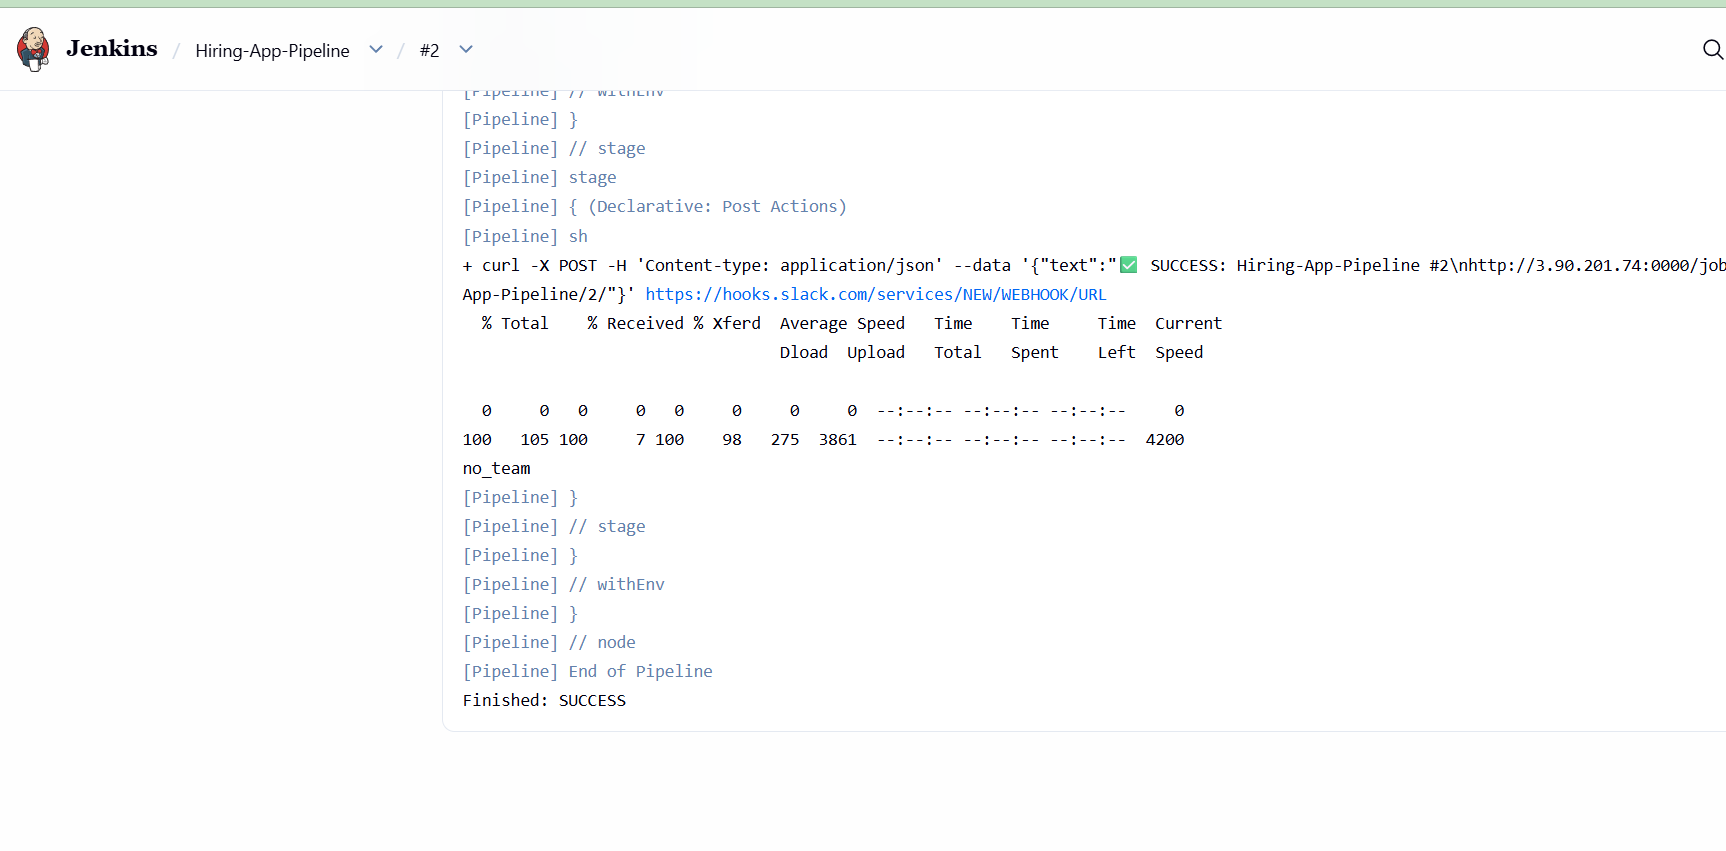 Jenkins / Hiring-App-Pipeline / #2
[Pipeline] // withEnv
[Pipeline] }
[Pipeline] // stage
[Pipeline] stage
[Pipeline] { (Declarative: Post Actions)
[Pipeline] sh
+ curl -X POST -H 'Content-type: application/json' --data '{"text":"✅ SUCCESS: Hiring-App-Pipeline #2\nhttp://3.90.201.74:0000/job
App-Pipeline/2/"}' https://hooks.slack.com/services/NEW/WEBHOOK/URL
% Total % Received % Xferd Average Speed Time Time Time Current
Dload Upload Total Spent Left Speed
0 0 0 0 0 0 0 0 --:--:-- --:--:-- --:--:-- 0
100 105 100 7 100 98 275 3861 --:--:-- --:--:-- --:--:-- 4200
no_team
[Pipeline] }
[Pipeline] // stage
[Pipeline] }
[Pipeline] // withEnv
[Pipeline] }
[Pipeline] // node
[Pipeline] End of Pipeline
Finished: SUCCESS